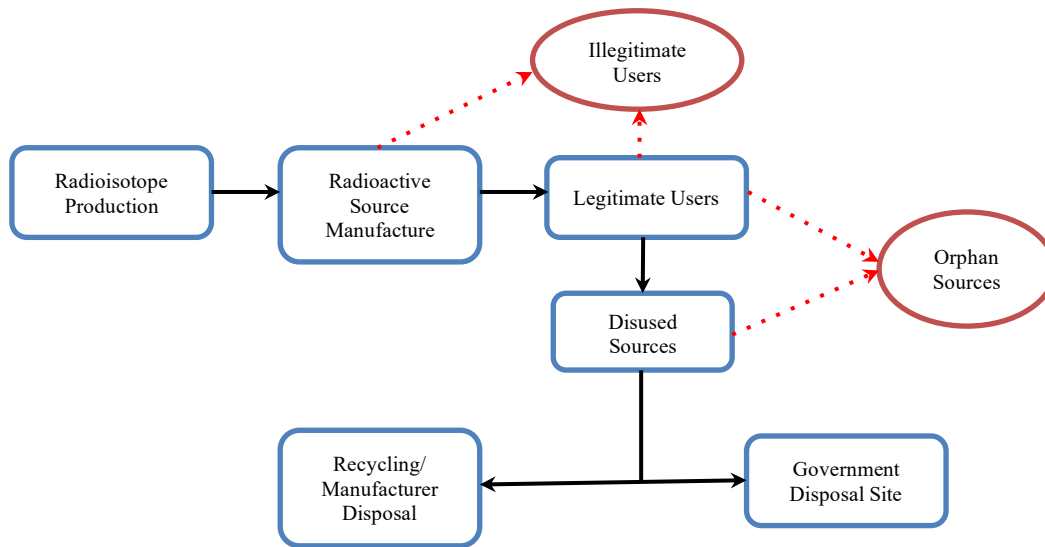 Illegitimate
Users
Radioisotope
Production
Radioactive
Source
Manufacture
Legitimate Users
Orphan
Sources
Disused
Sources
Recycling/
Manufacturer
Disposal
Government
Disposal Site